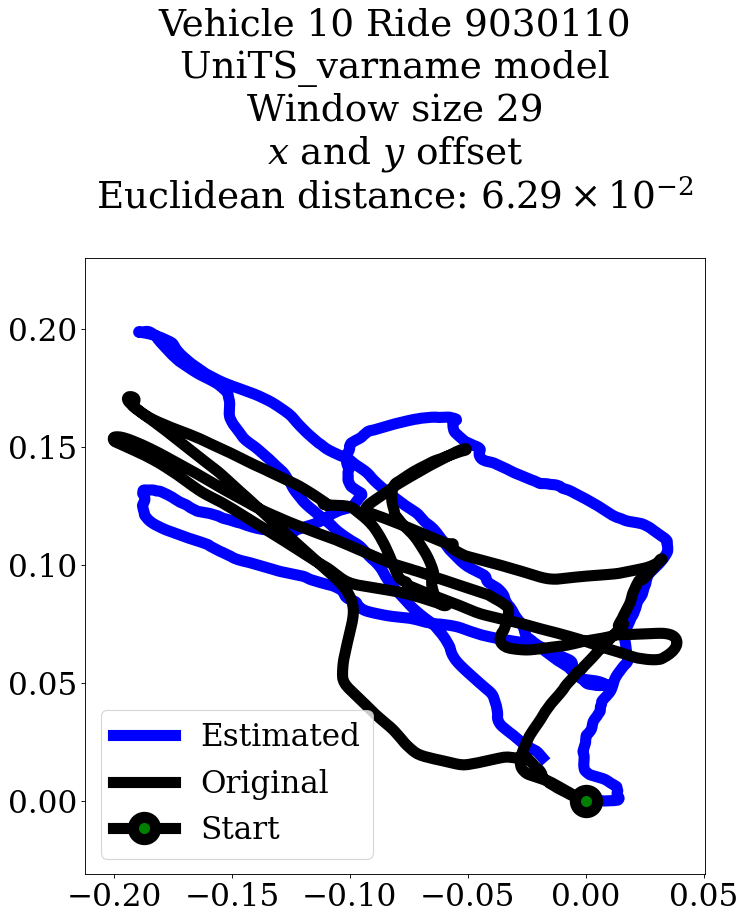 Vehicle 10 Ride 9030110
UniTS_varname model
Window size 29
x and y offset
Euclidean distance: 6.29 × 10⁻²
0.20
0.15
0.10
0.05
0.00
Estimated
Original
Start
−0.20 −0.15 −0.10 −0.05 0.00 0.05